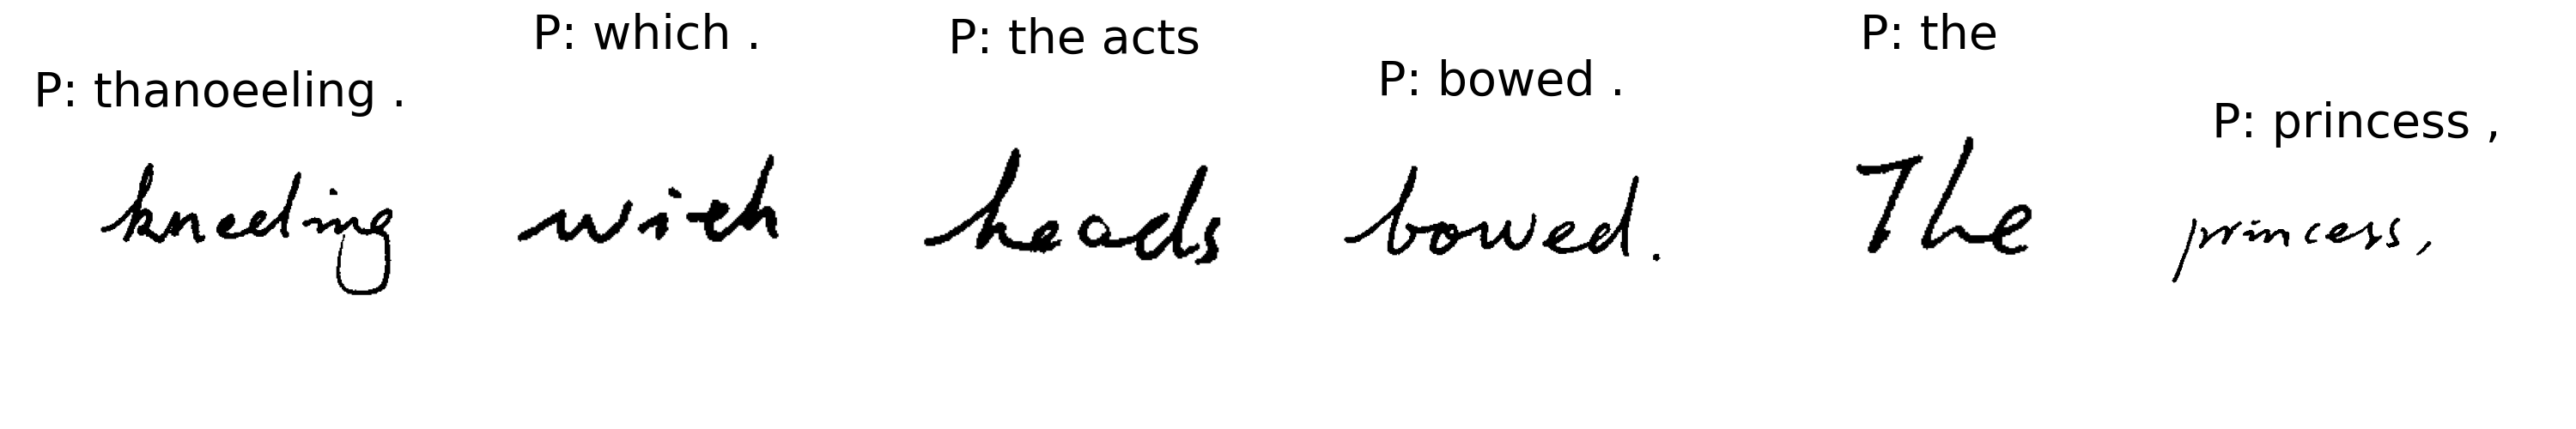 P: thanoeeling . P: which . P: the acts P: bowed . P: the P: princess ,
kneeling with heads bowed. The princess,